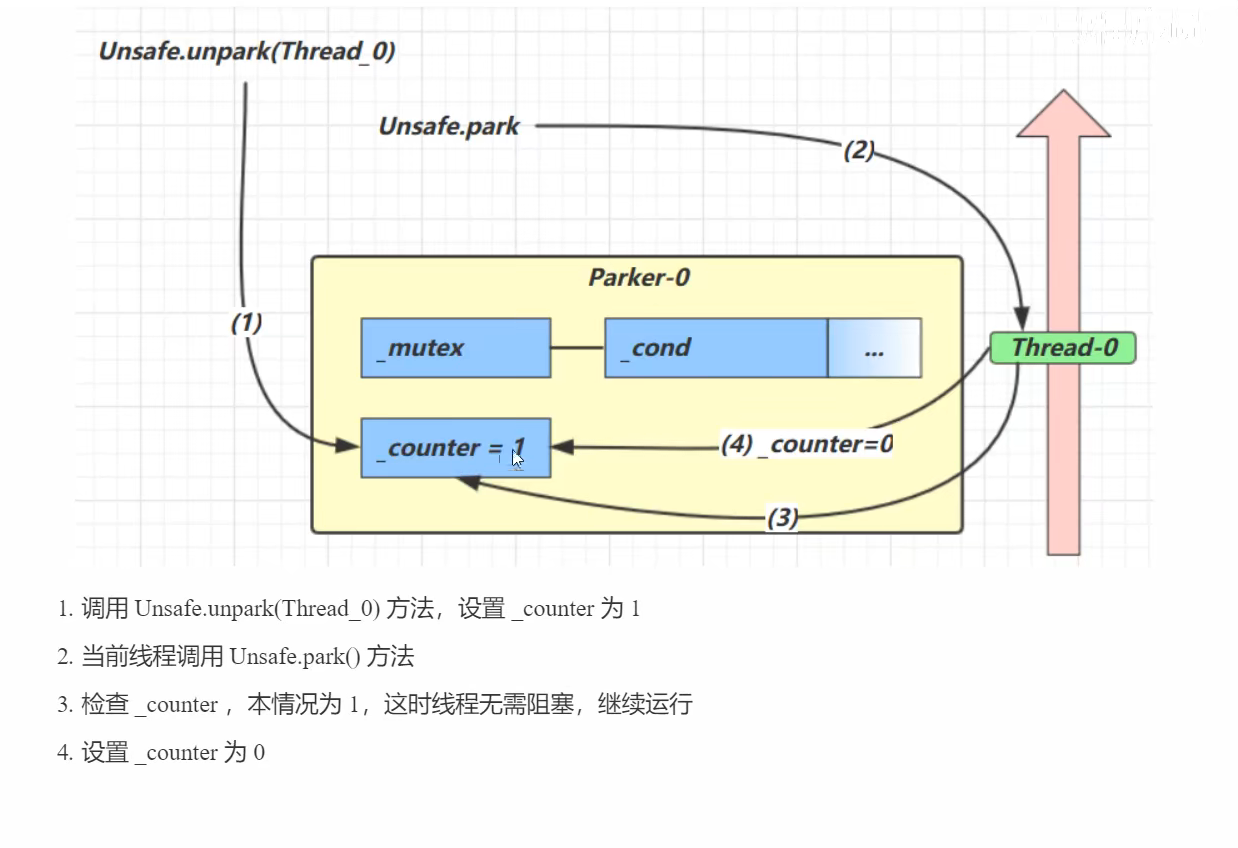 Unsafe.unpark(Thread_0)
Unsafe.park
(2)
Parker-0
(1)
_mutex
_cond
...
Thread-0
_counter = 1
(4) _counter=0
(3)
1. 调用 Unsafe.unpark(Thread_0) 方法，设置 _counter 为 1
2. 当前线程调用 Unsafe.park() 方法
3. 检查 _counter ，本情况为 1，这时线程无需阻塞，继续运行
4. 设置 _counter 为 0